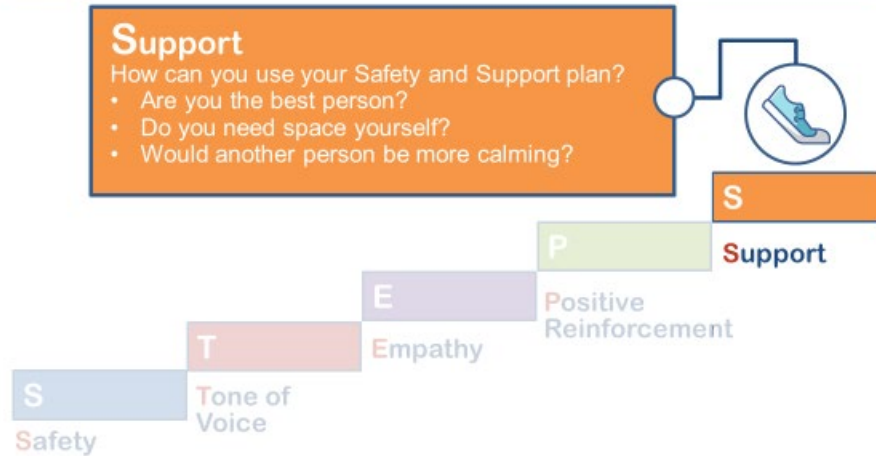 Support
How can you use your Safety and Support plan?
• Are you the best person?
• Do you need space yourself?
• Would another person be more calming?
S
Support
P
Positive
Reinforcement
E
Empathy
T
Tone of
Voice
S
Safety